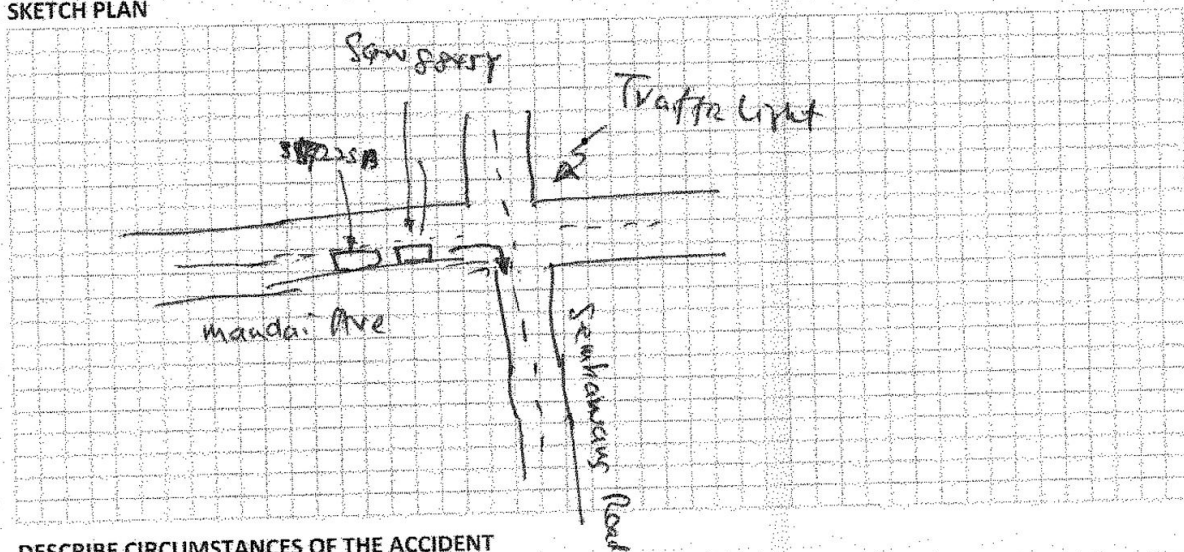 SKETCH PLAN
Traffic Light
mandai Ave
Sembawang Road
DESCRIBE CIRCUMSTANCES OF THE ACCIDENT